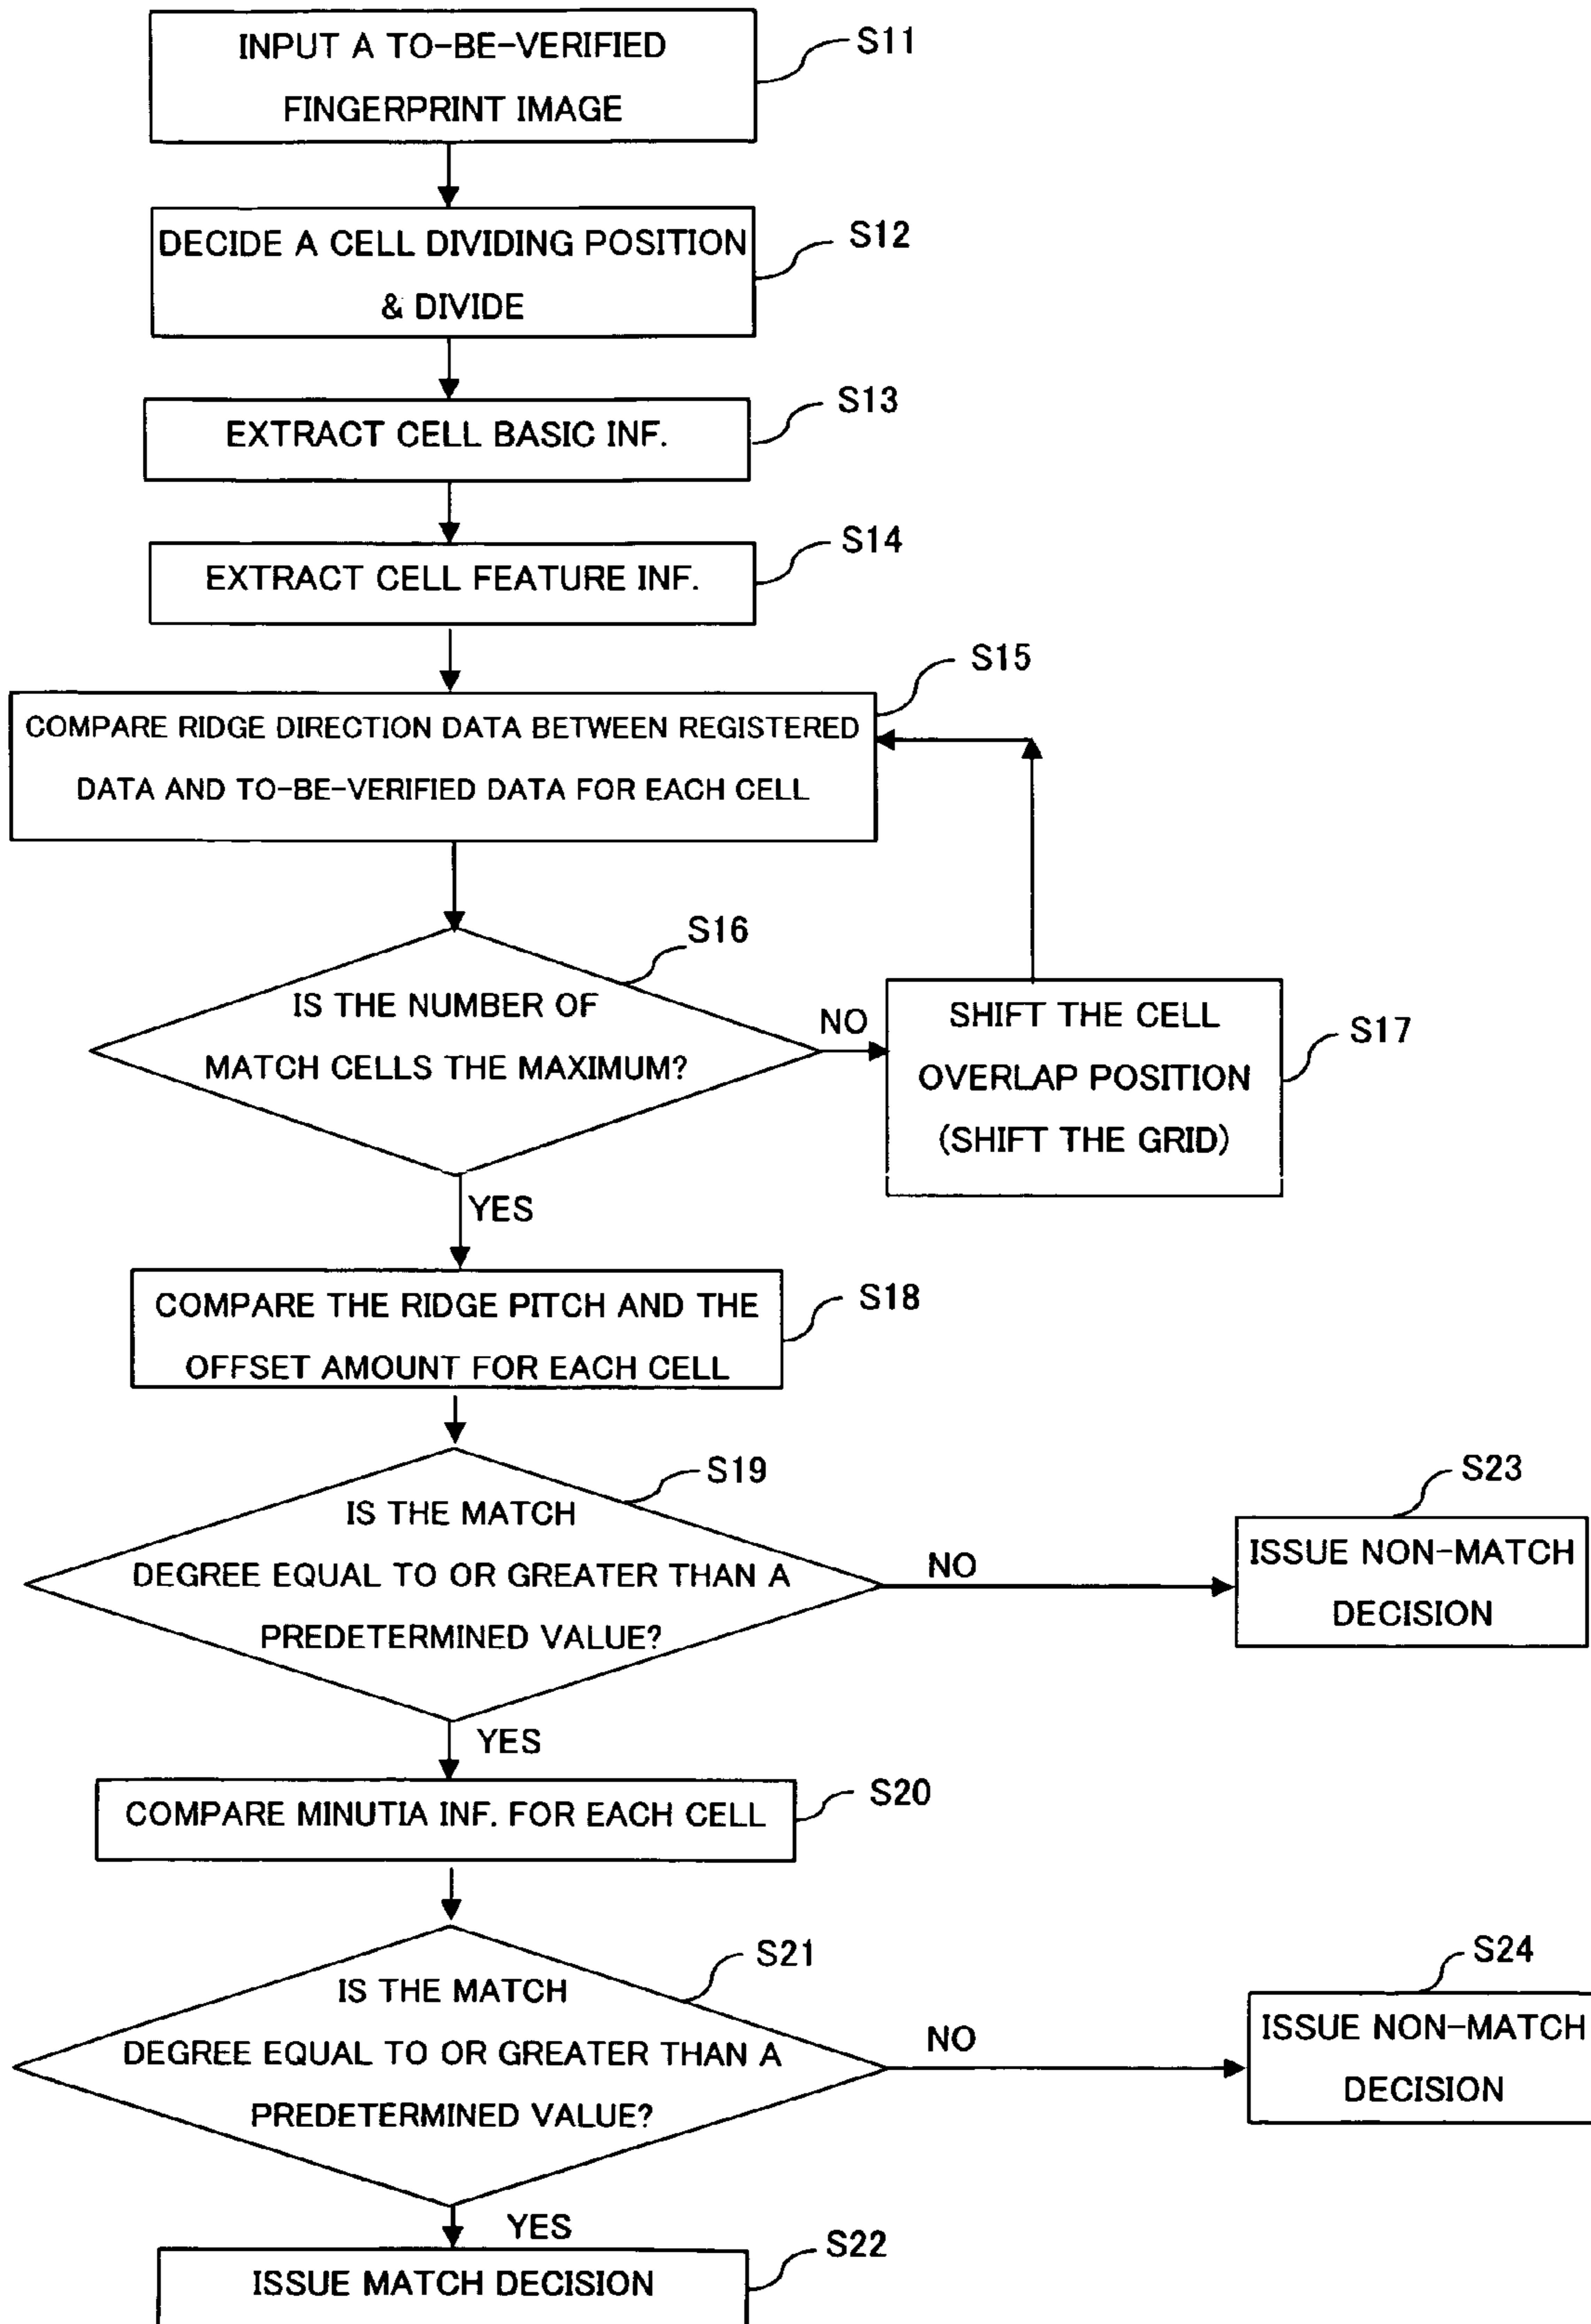 INPUT A TO-BE-VERIFIED
FINGERPRINT IMAGE
S11
DECIDE A CELL DIVIDING POSITION
& DIVIDE
S12
EXTRACT CELL BASIC INF.
S13
EXTRACT CELL FEATURE INF.
S14
COMPARE RIDGE DIRECTION DATA BETWEEN REGISTERED
DATA AND TO-BE-VERIFIED DATA FOR EACH CELL
S15
IS THE NUMBER OF
MATCH CELLS THE MAXIMUM?
S16
NO
SHIFT THE CELL
OVERLAP POSITION
(SHIFT THE GRID)
S17
YES
COMPARE THE RIDGE PITCH AND THE
OFFSET AMOUNT FOR EACH CELL
S18
IS THE MATCH
DEGREE EQUAL TO OR GREATER THAN A
PREDETERMINED VALUE?
S19
NO
ISSUE NON-MATCH
DECISION
S23
YES
COMPARE MINUTIA INF. FOR EACH CELL
S20
IS THE MATCH
DEGREE EQUAL TO OR GREATER THAN A
PREDETERMINED VALUE?
S21
NO
ISSUE NON-MATCH
DECISION
S24
YES
ISSUE MATCH DECISION
S22